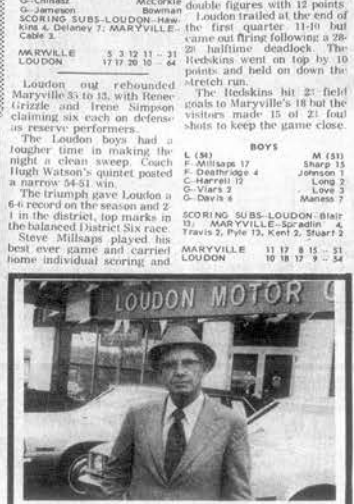 G-Jameson Bowman
SCORING SUBS-LOUDON-Haw-
kins 4, Delaney 7; MARYVILLE-
Cable 3.
MARYVILLE 5 3 12 11 - 31
LOUDON 17 17 20 10 - 64
Loudon out rebounded
Maryville 35 to 13, with Renee
Grizzle and Irene Simpson
claiming six each on defense
as reserve performers.
The Loudon boys had a
tougher time in making the
night a clean sweep. Coach
Hugh Watson's quintet posted
a narrow 54-51 win.
The triumph gave Loudon a
6-6 record on the season and 2-
1 in the district, top marks in
the balanced District Six race.
Steve Millsaps played his
best ever game and carried
home individual scoring and
double figures with 12 points
Loudon trailed at the end of
the first quarter 11-10 but
came out firing following a 28-
28 halftime deadlock. The
Redskins went on top by 10
points and held on down the
stretch run.
The Redskins hit 23 field
goals to Maryville's 18 but the
visitors made 15 of 23 foul
shots to keep the game close.
BOYS
L (54) M (51)
F-Millsaps 17 Sharp 15
F-Deathridge 4 Johnson 1
C-Harrell 12 Long 2
G-Viars 2 Love 3
G-Davis 6 Maness 7
SCORING SUBS-LOUDON-Blair
13; MARYVILLE-Spradlin 4,
Travis 2, Pyle 13, Kent 2, Stuart 2
MARYVILLE 11 17 8 15 - 51
LOUDON 10 18 17 9 - 54
LOUDON MOTOR C